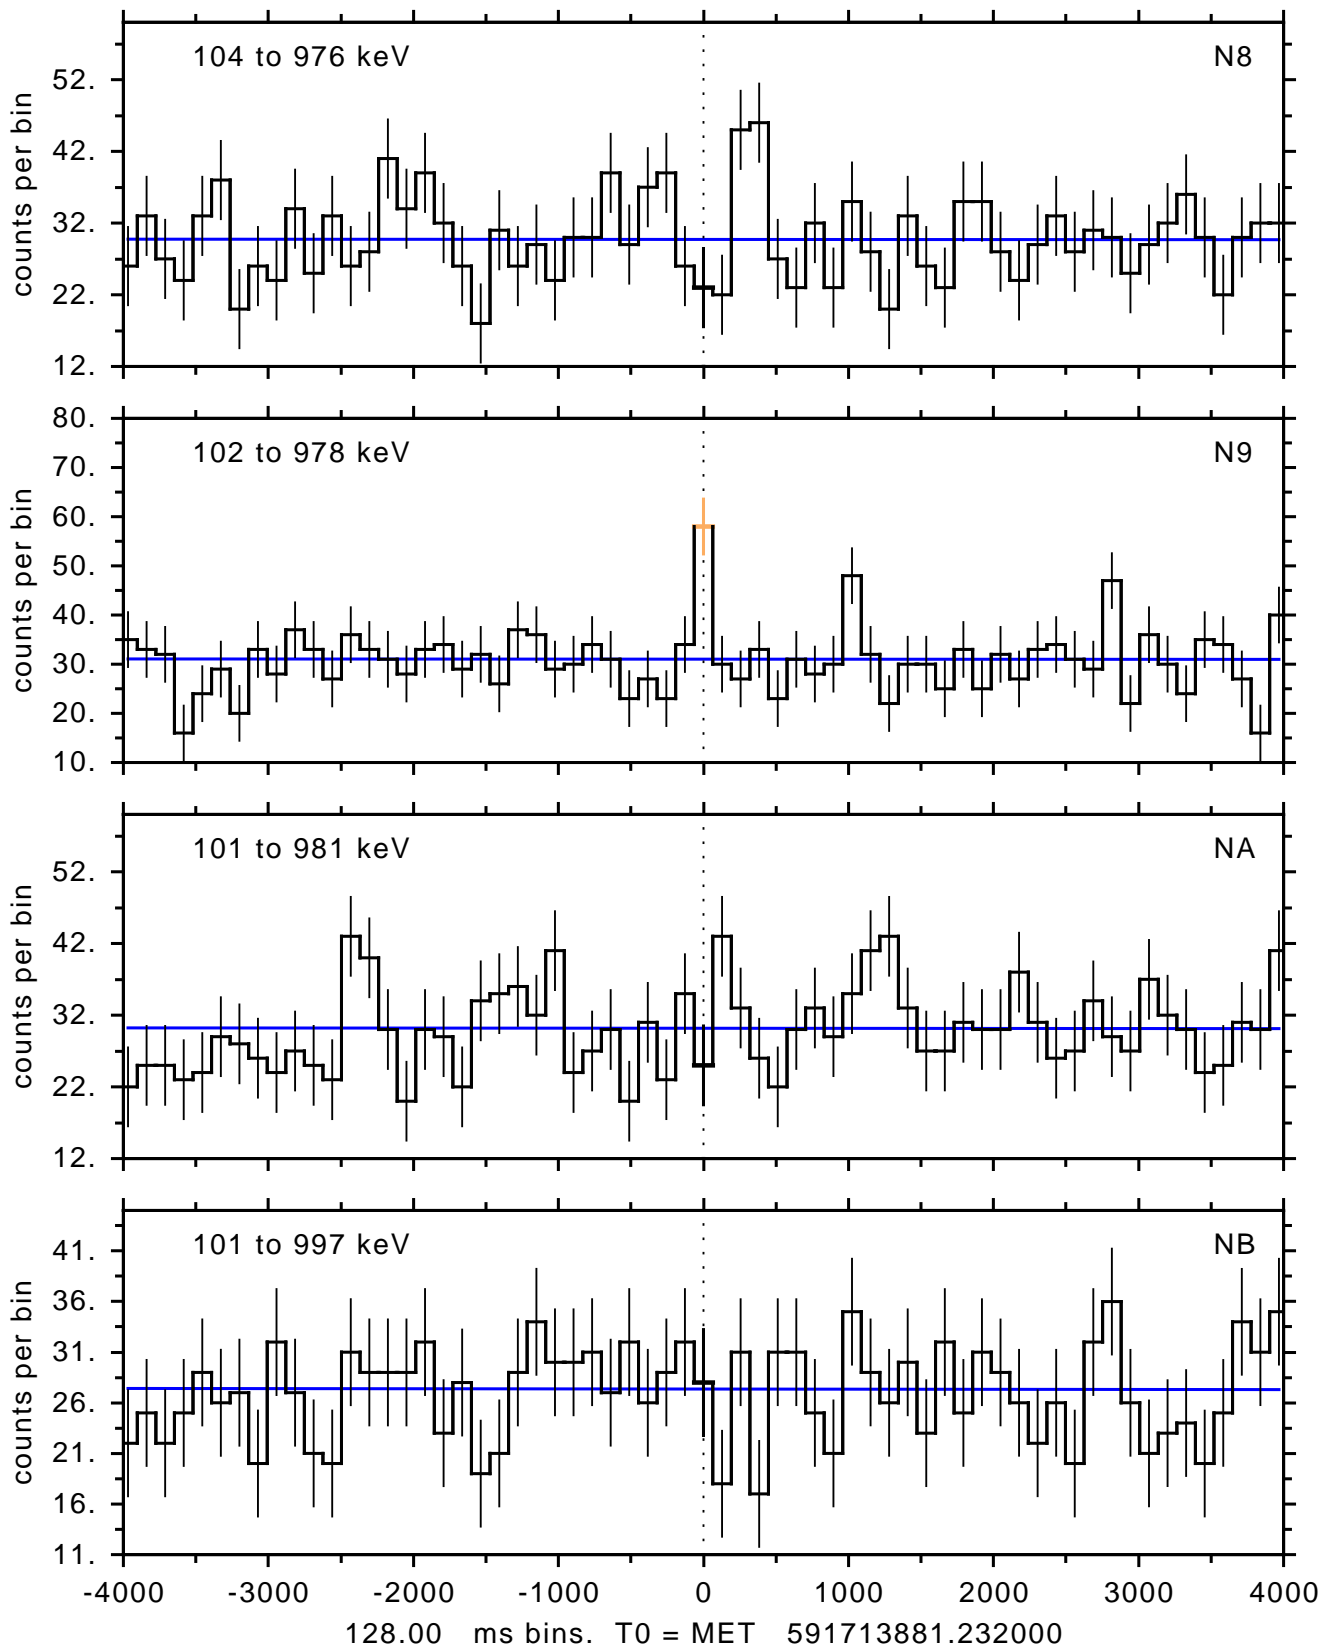 104 to 976 keV N8
52.
42.
32.
22.
12.
counts per bin
80.
102 to 978 keV N9
70.
60.
50.
40.
30.
20.
10.
counts per bin
101 to 981 keV NA
52.
42.
32.
22.
12.
counts per bin
101 to 997 keV NB
41.
36.
31.
26.
21.
16.
11.
counts per bin
-4000 -3000 -2000 -1000 0 1000 2000 3000 4000
128.00 ms bins. T0 = MET 591713881.232000